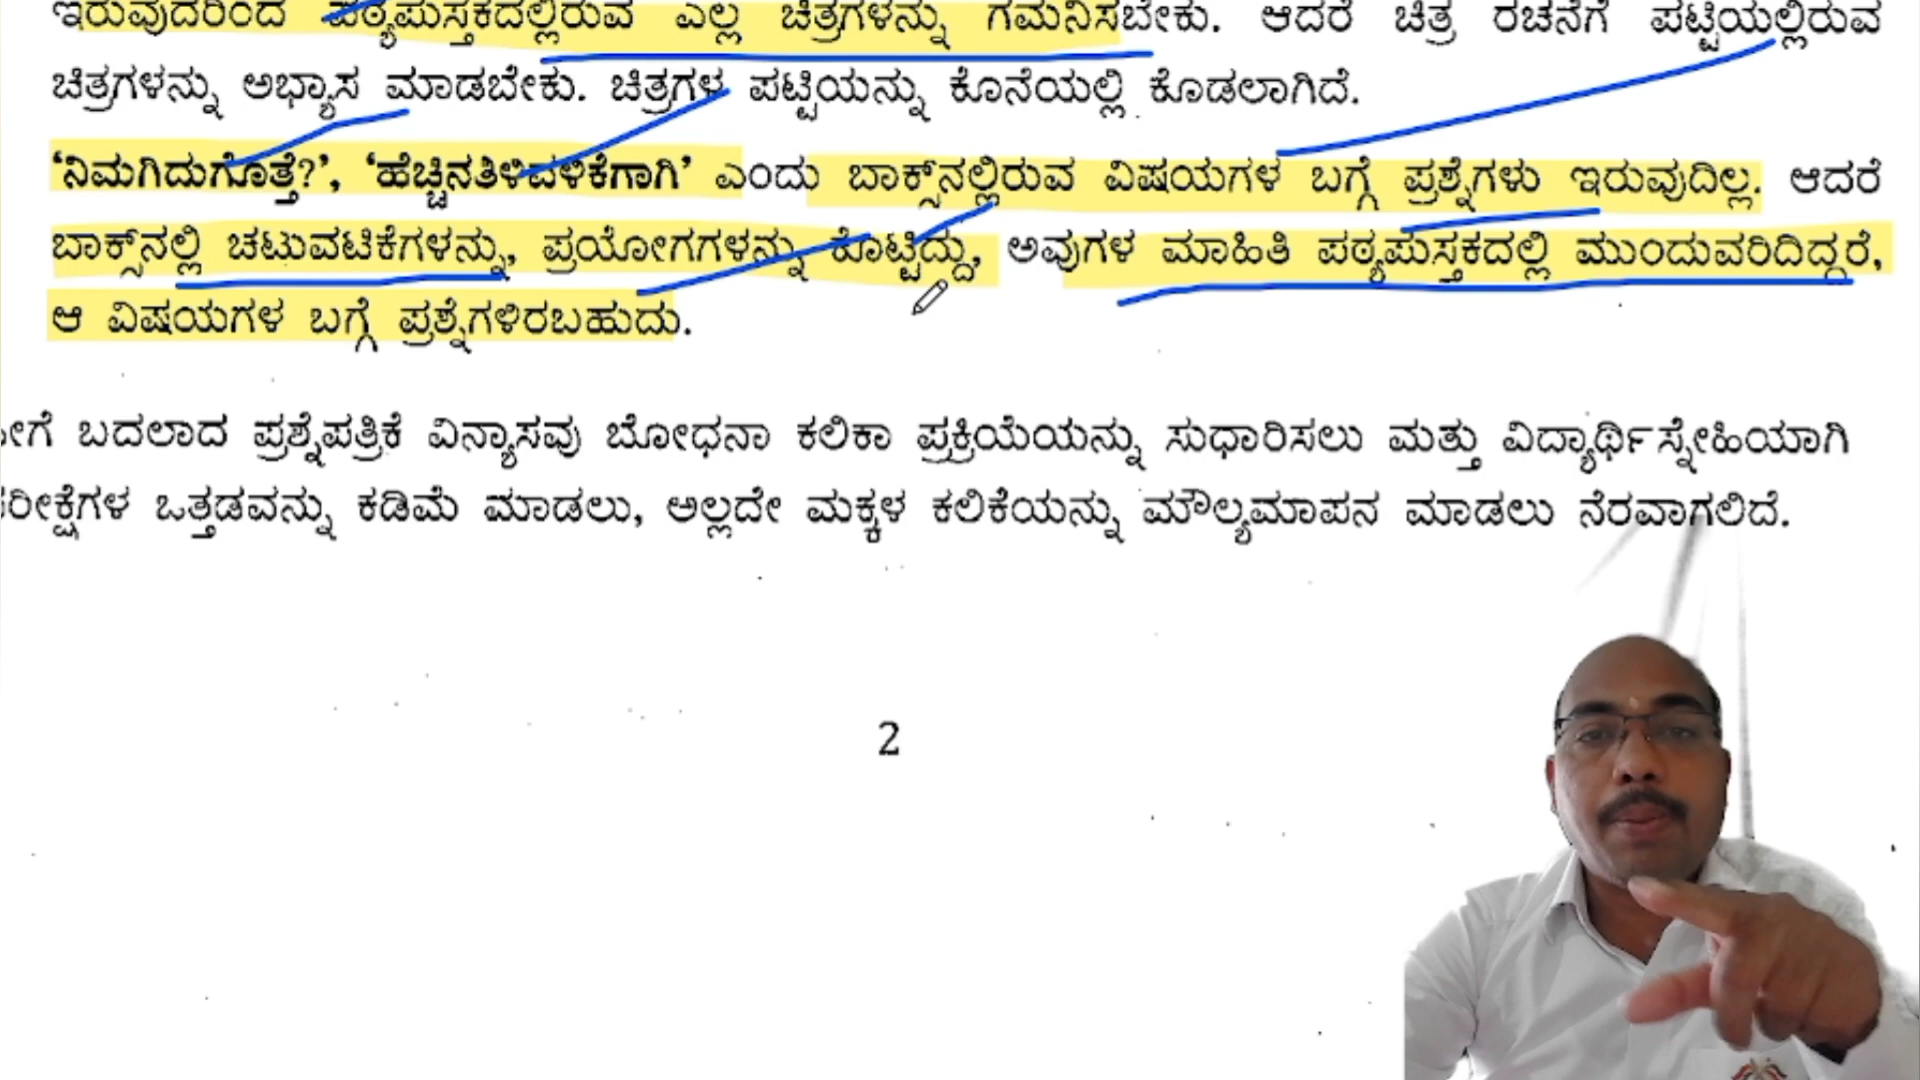 ಇರುವುದರಿಂದ ಪಠ್ಯಪುಸ್ತಕದಲ್ಲಿರುವ ಎಲ್ಲ ಚಿತ್ರಗಳನ್ನು ಗಮನಿಸಬೇಕು. ಆದರೆ ಚಿತ್ರ ರಚನೆಗೆ ಪಟ್ಟಿಯಲ್ಲಿರುವ
ಚಿತ್ರಗಳನ್ನು ಅಭ್ಯಾಸ ಮಾಡಬೇಕು. ಚಿತ್ರಗಳ ಪಟ್ಟಿಯನ್ನು ಕೊನೆಯಲ್ಲಿ ಕೊಡಲಾಗಿದೆ.
‘ನಿಮಗಿದುಗೊತ್ತೆ?’, ‘ಹೆಚ್ಚಿನತಿಳಿವಳಿಕೆಗಾಗಿ’ ಎಂದು ಬಾಕ್ಸ್‌ನಲ್ಲಿರುವ ವಿಷಯಗಳ ಬಗ್ಗೆ ಪ್ರಶ್ನೆಗಳು ಇರುವುದಿಲ್ಲ. ಆದರೆ
ಬಾಕ್ಸ್‌ನಲ್ಲಿ ಚಟುವಟಿಕೆಗಳನ್ನು, ಪ್ರಯೋಗಗಳನ್ನು ಕೊಟ್ಟಿದ್ದು, ಅವುಗಳ ಮಾಹಿತಿ ಪಠ್ಯಪುಸ್ತಕದಲ್ಲಿ ಮುಂದುವರಿದಿದ್ದರೆ,
ಆ ವಿಷಯಗಳ ಬಗ್ಗೆ ಪ್ರಶ್ನೆಗಳಿರಬಹುದು.
ಬದಲಾದ ಪ್ರಶ್ನೆಪತ್ರಿಕೆ ವಿನ್ಯಾಸವು ಬೋಧನಾ ಕಲಿಕಾ ಪ್ರಕ್ರಿಯೆಯನ್ನು ಸುಧಾರಿಸಲು ಮತ್ತು ವಿದ್ಯಾರ್ಥಿಸ್ನೇಹಿಯಾಗಿ
ಒತ್ತಡವನ್ನು ಕಡಿಮೆ ಮಾಡಲು, ಅಲ್ಲದೇ ಮಕ್ಕಳ ಕಲಿಕೆಯನ್ನು ಮೌಲ್ಯಮಾಪನ ಮಾಡಲು ನೆರವಾಗಲಿದೆ.
2